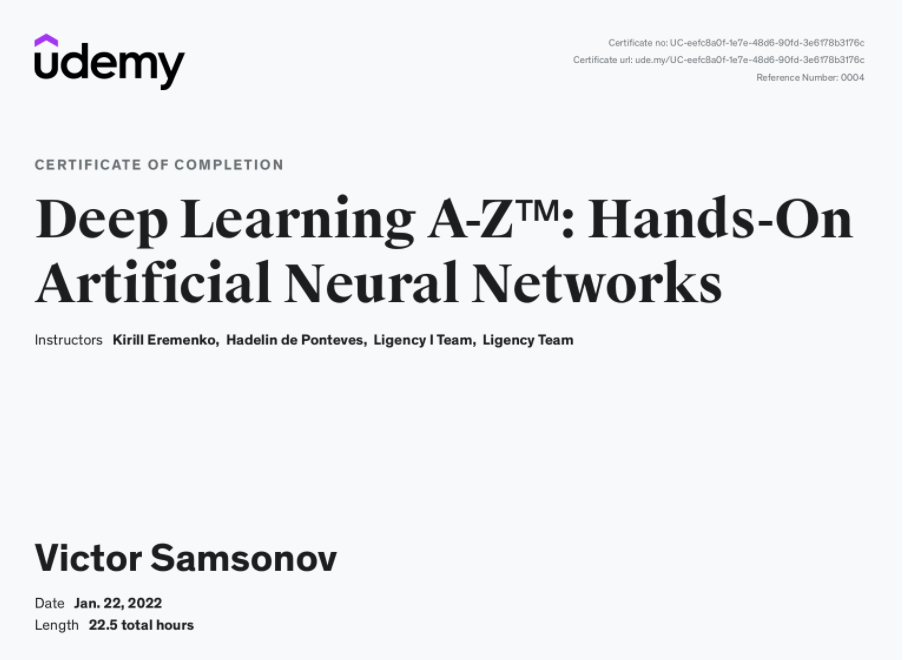 udemy
Certificate no: UC-eefc8a0f-1e7e-48d6-90fd-3e6f78b3176c
Certificate url: ude.my/UC-eefc8a0f-1e7e-48d6-90fd-3e6f78b3176c
Reference Number: 0004
CERTIFICATE OF COMPLETION
Deep Learning A-Z™: Hands-On
Artificial Neural Networks
Instructors Kirill Eremenko, Hadelin de Ponteves, Ligency I Team, Ligency Team
Victor Samsonov
Date Jan. 22, 2022
Length 22.5 total hours